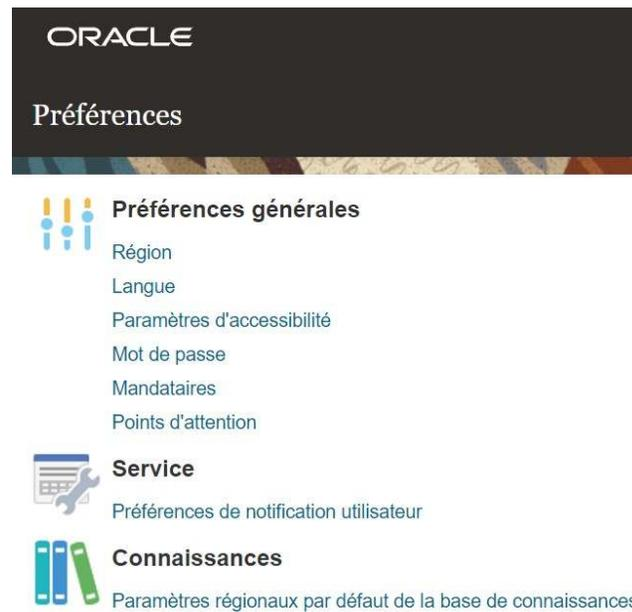 ORACLE
Préférences
Préférences générales
Région
Langue
Paramètres d'accessibilité
Mot de passe
Mandataires
Points d'attention
Service
Préférences de notification utilisateur
Connaissances
Paramètres régionaux par défaut de la base de connaissances